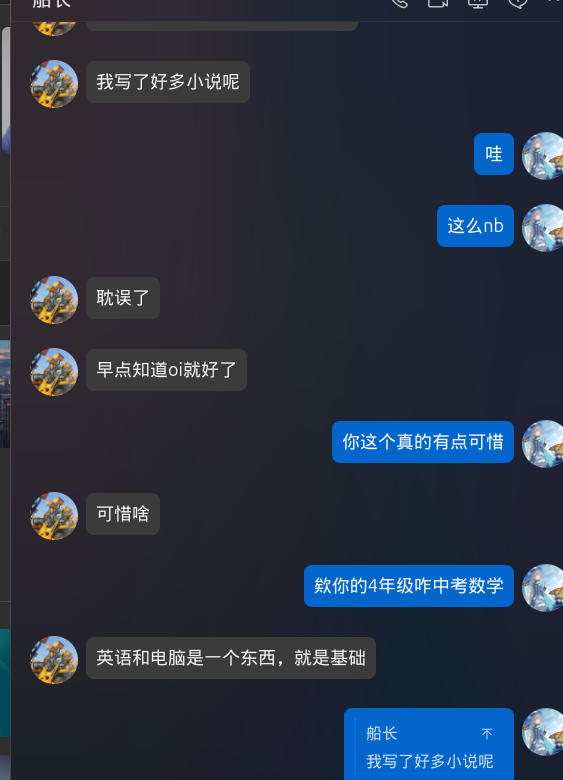 船长
我写了好多小说呢
哇
这么nb
耽误了
早点知道oi就好了
你这个真的有点可惜
可惜啥
欸你的4年级咋中考数学
英语和电脑是一个东西，就是基础
船长
我写了好多小说呢